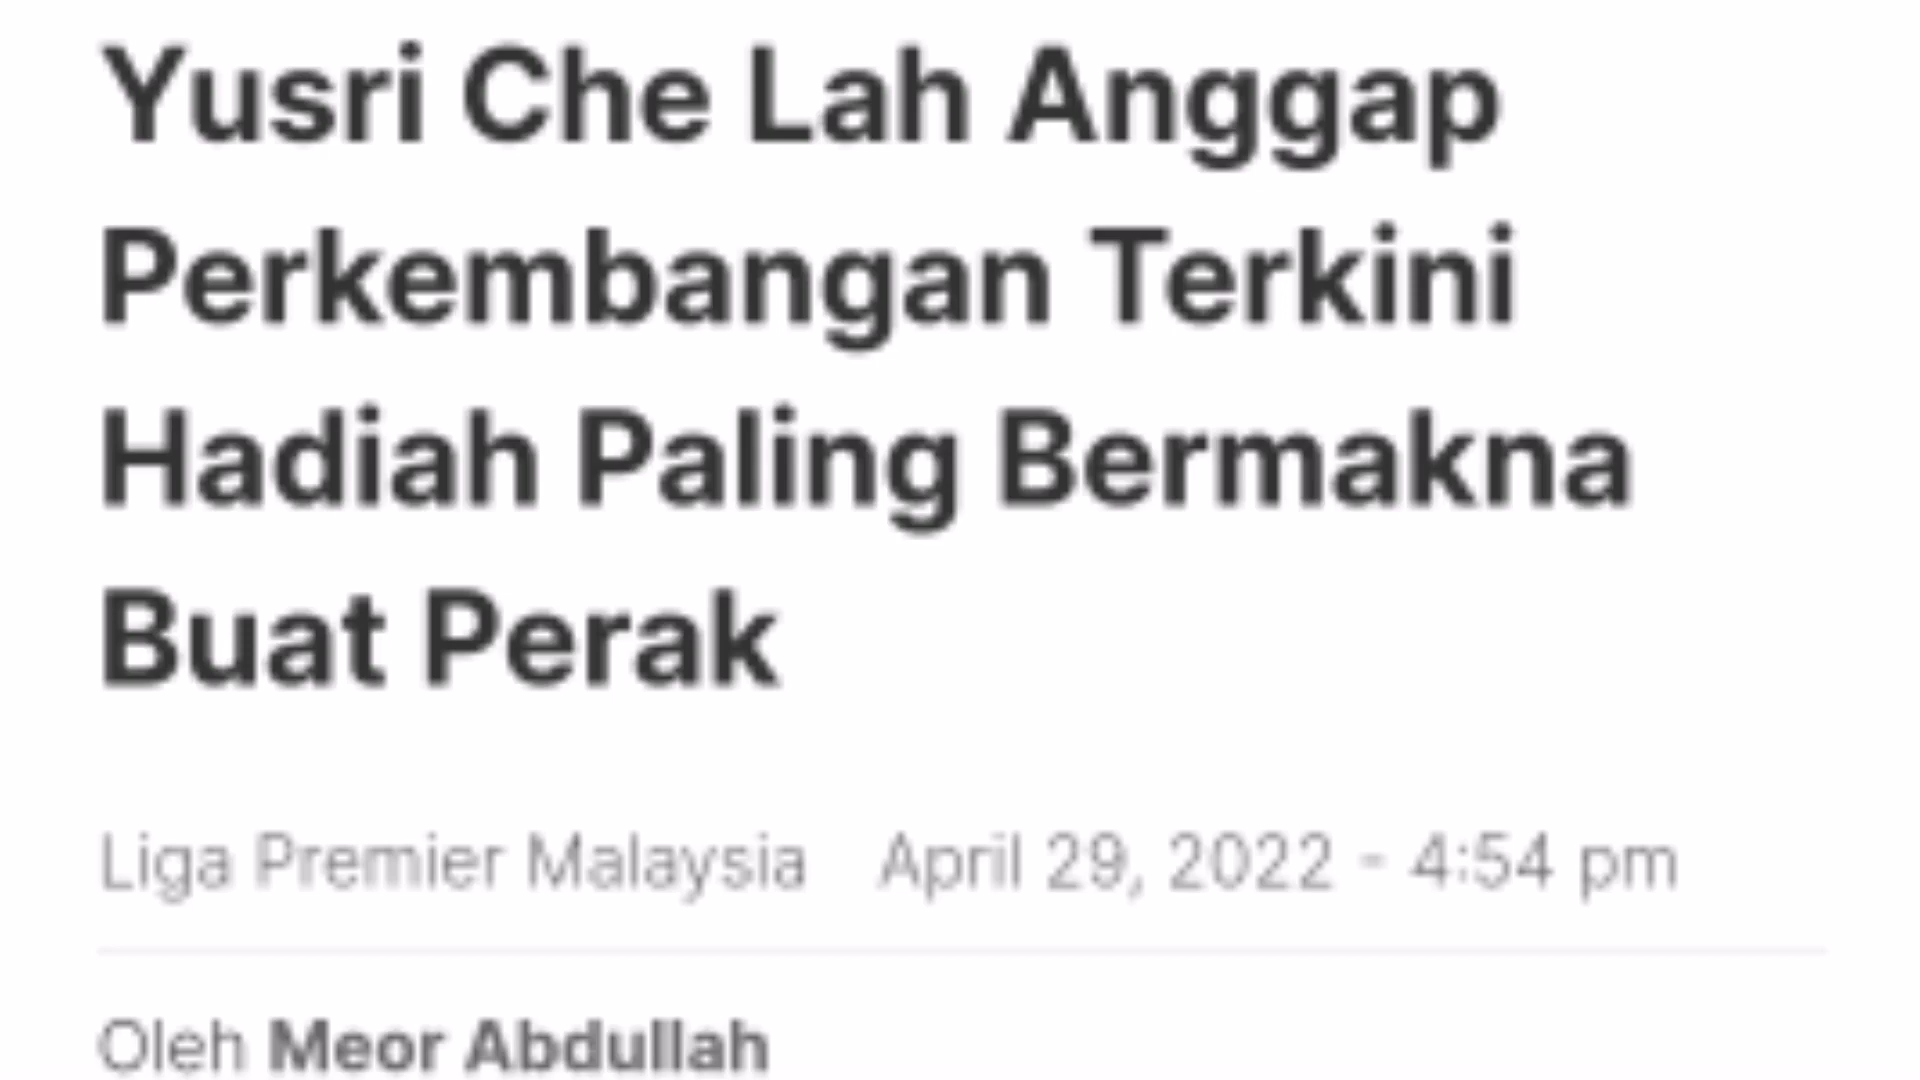 Yusri Che Lah Anggap
Perkembangan Terkini
Hadiah Paling Bermakna
Buat Perak
Liga Premier Malaysia April 29, 2022 - 4:54 pm
Oleh Meor Abdullah